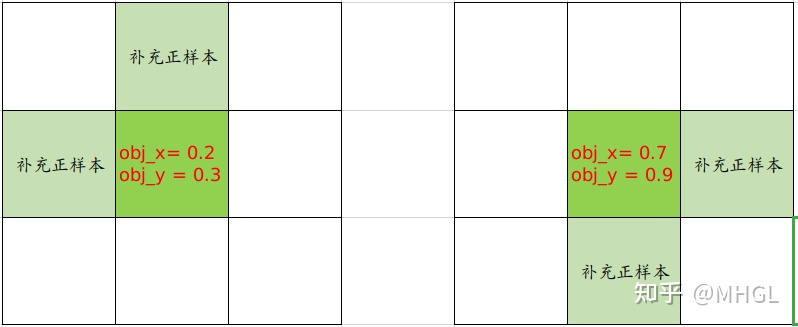 补充正样本
补充正样本
obj_x= 0.2
obj_y = 0.3
obj_x= 0.7
obj_y = 0.9
补充正样本
补充正样本
知乎 @MHGL